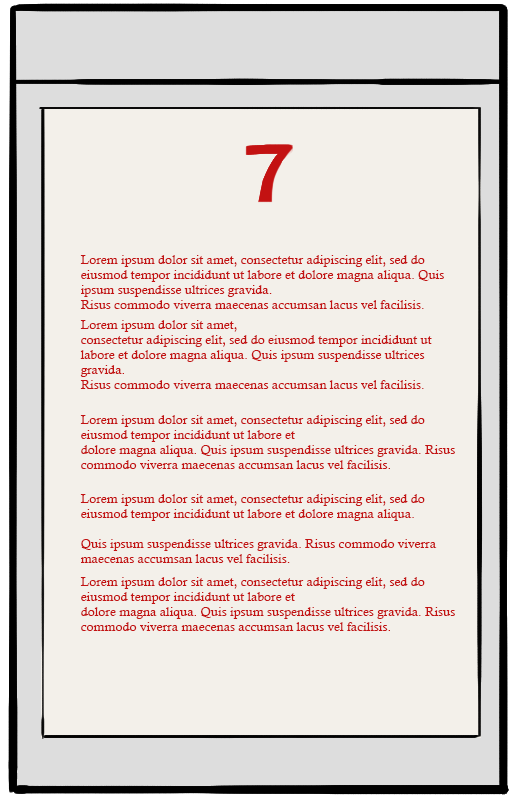 7
Lorem ipsum dolor sit amet, consectetur adipiscing elit, sed do
eiusmod tempor incididunt ut labore et dolore magna aliqua. Quis
ipsum suspendisse ultrices gravida.
Risus commodo viverra maecenas accumsan lacus vel facilisis.
Lorem ipsum dolor sit amet,
consectetur adipiscing elit, sed do eiusmod tempor incididunt ut
labore et dolore magna aliqua. Quis ipsum suspendisse ultrices
gravida.
Risus commodo viverra maecenas accumsan lacus vel facilisis.
Lorem ipsum dolor sit amet, consectetur adipiscing elit, sed do
eiusmod tempor incididunt ut labore et
dolore magna aliqua. Quis ipsum suspendisse ultrices gravida. Risus
commodo viverra maecenas accumsan lacus vel facilisis.
Lorem ipsum dolor sit amet, consectetur adipiscing elit, sed do
eiusmod tempor incididunt ut labore et dolore magna aliqua.
Quis ipsum suspendisse ultrices gravida. Risus commodo viverra
maecenas accumsan lacus vel facilisis.
Lorem ipsum dolor sit amet, consectetur adipiscing elit, sed do
eiusmod tempor incididunt ut labore et
dolore magna aliqua. Quis ipsum suspendisse ultrices gravida. Risus
commodo viverra maecenas accumsan lacus vel facilisis.